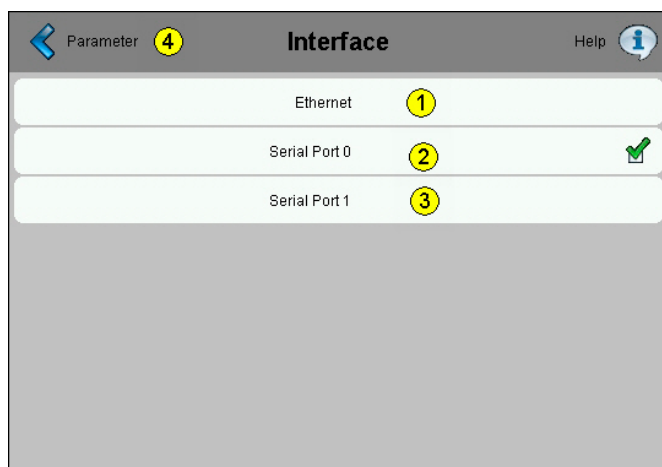 Parameter 4 Interface Help
Ethernet 1
Serial Port 0 2
Serial Port 1 3